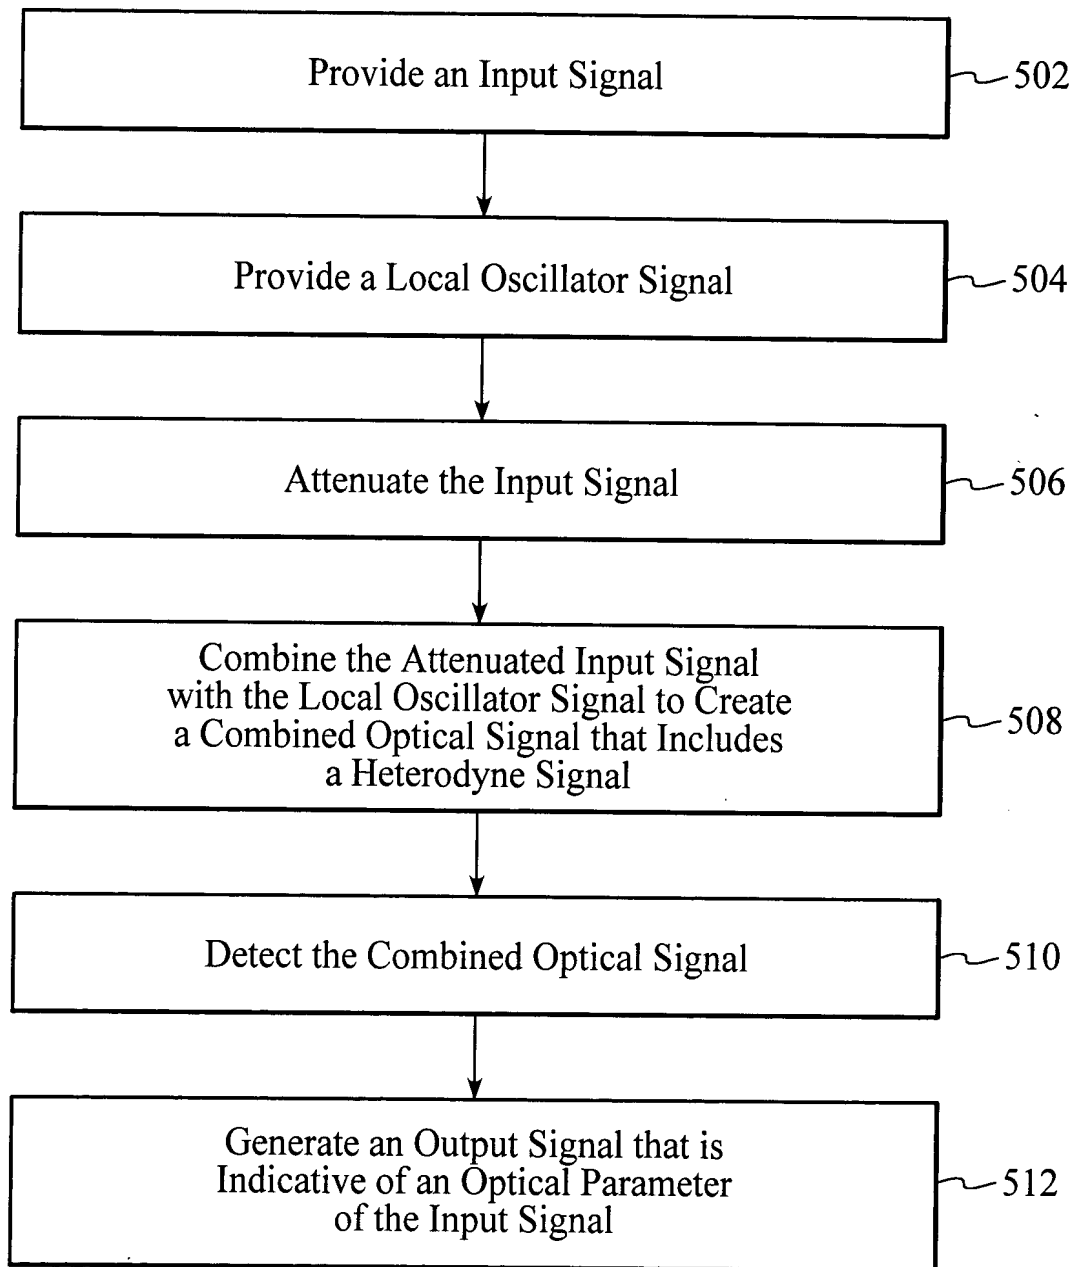 Provide an Input Signal
502
Provide a Local Oscillator Signal
504
Attenuate the Input Signal
506
Combine the Attenuated Input Signal
with the Local Oscillator Signal to Create
a Combined Optical Signal that Includes
a Heterodyne Signal
508
Detect the Combined Optical Signal
510
Generate an Output Signal that is
Indicative of an Optical Parameter
of the Input Signal
512